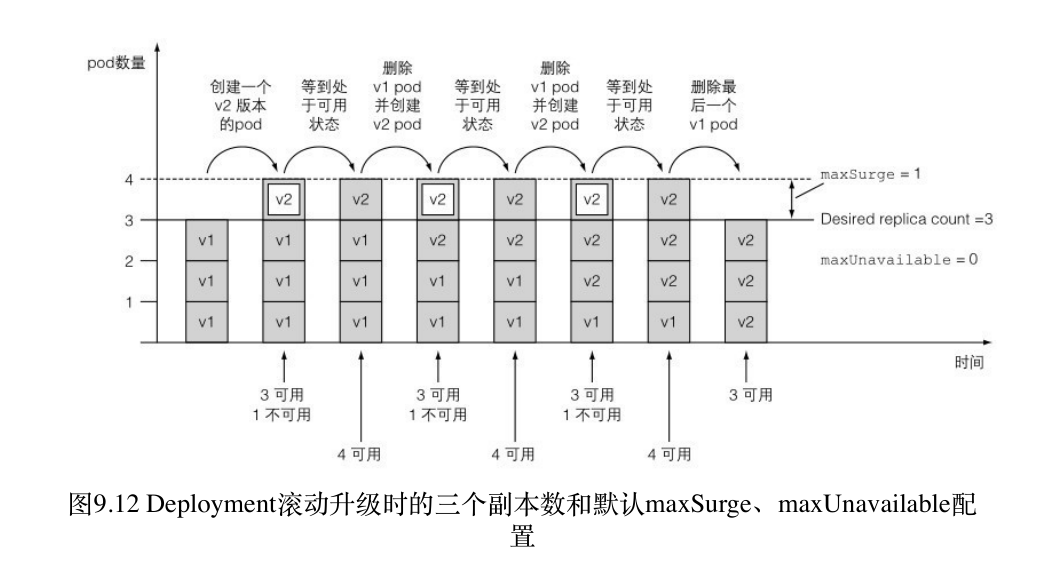 pod数量
创建一个
v2 版本
的pod
等到处
于可用
状态
删除
v1 pod
并创建
v2 pod
等到处
于可用
状态
删除
v1 pod
并创建
v2 pod
等到处
于可用
状态
删除最
后一个
v1 pod
4
v2 v2 v2 v2 v2 v2
maxSurge = 1
3
Desired replica count =3
v1 v1 v1 v2 v2 v2 v2 v2
2
maxUnavailable = 0
v1 v1 v1 v1 v1 v2 v2 v2
1
v1 v1 v1 v1 v1 v1 v1 v2
时间
3 可用
1 不可用
3 可用
1 不可用
3 可用
1 不可用
3 可用
4 可用
4 可用
4 可用
图9.12 Deployment滚动升级时的三个副本数和默认maxSurge、maxUnavailable配
置